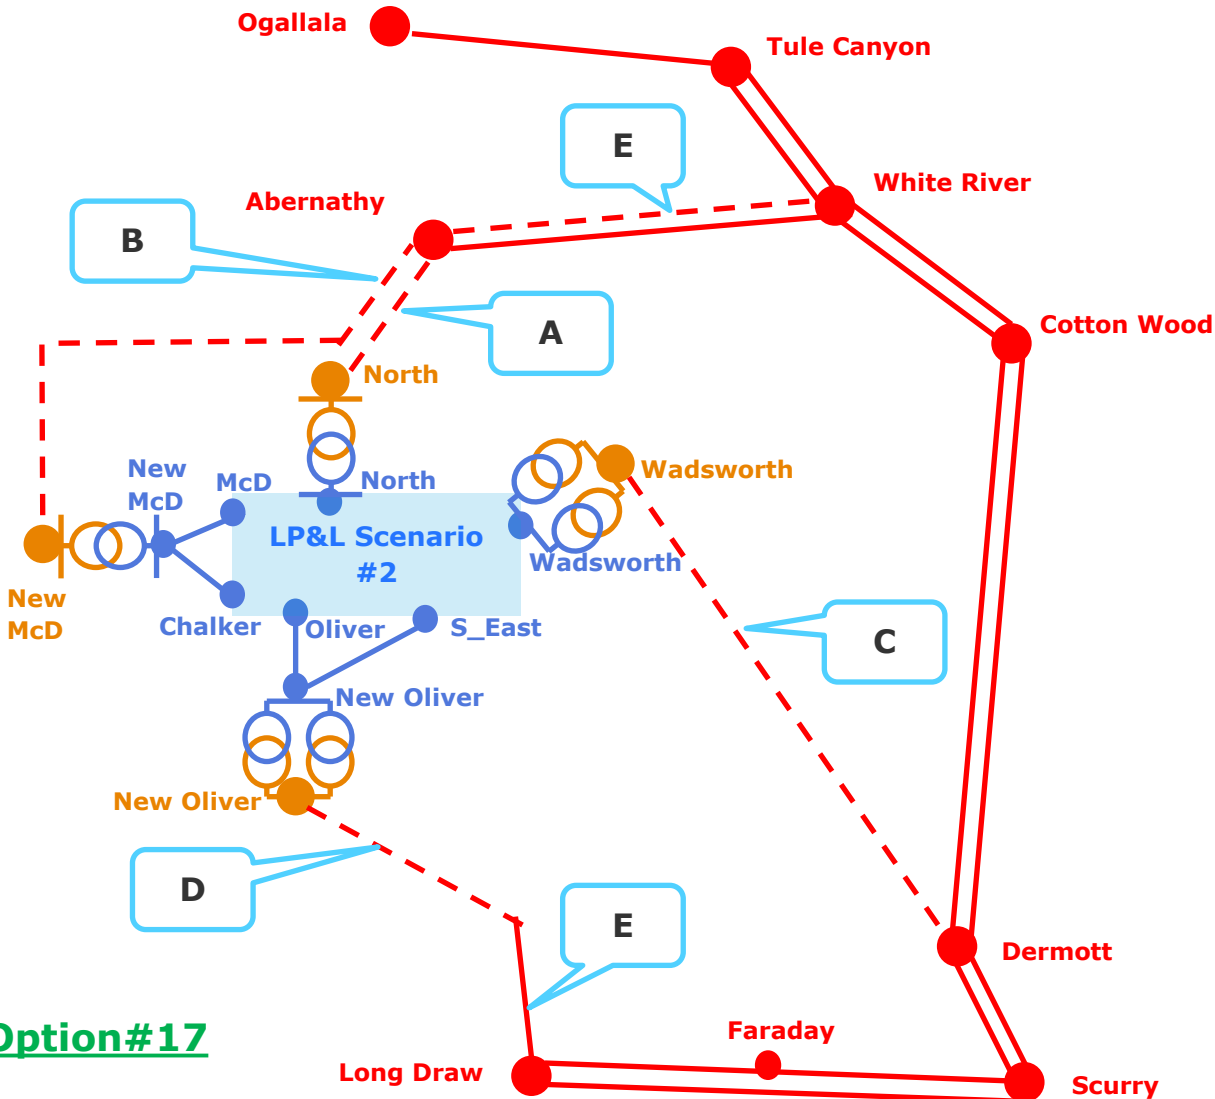 Ogallala
Tule Canyon
E
White River
Abernathy
B
A
Cotton Wood
North
New
McD
McD
North
Wadsworth
LP&L Scenario
#2
Wadsworth
New
McD
Chalker
Oliver
S_East
C
New Oliver
New Oliver
D
E
Dermott
Option#17
Faraday
Long Draw
Scurry